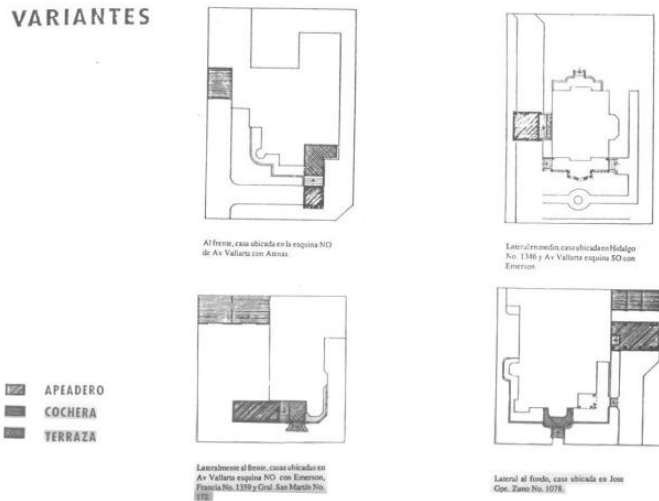 VARIANTES
Al frente, casa ubicada en la esquina NO
de Av Vallarta con Atenas.
Lateral en medio, casa ubicada en Hidalgo
No. 1346 y Av Vallarta esquina SO con
Emerson
APEADERO
COCHERA
TERRAZA
Lateralmente al frente, casas ubicadas en
Av Vallarta esquina NO con Emerson,
Francia No. 1359 y Gral. San Martín No.
172.
Lateral al fondo, casa ubicada en Jose
Gpe. Zuno No. 1078.